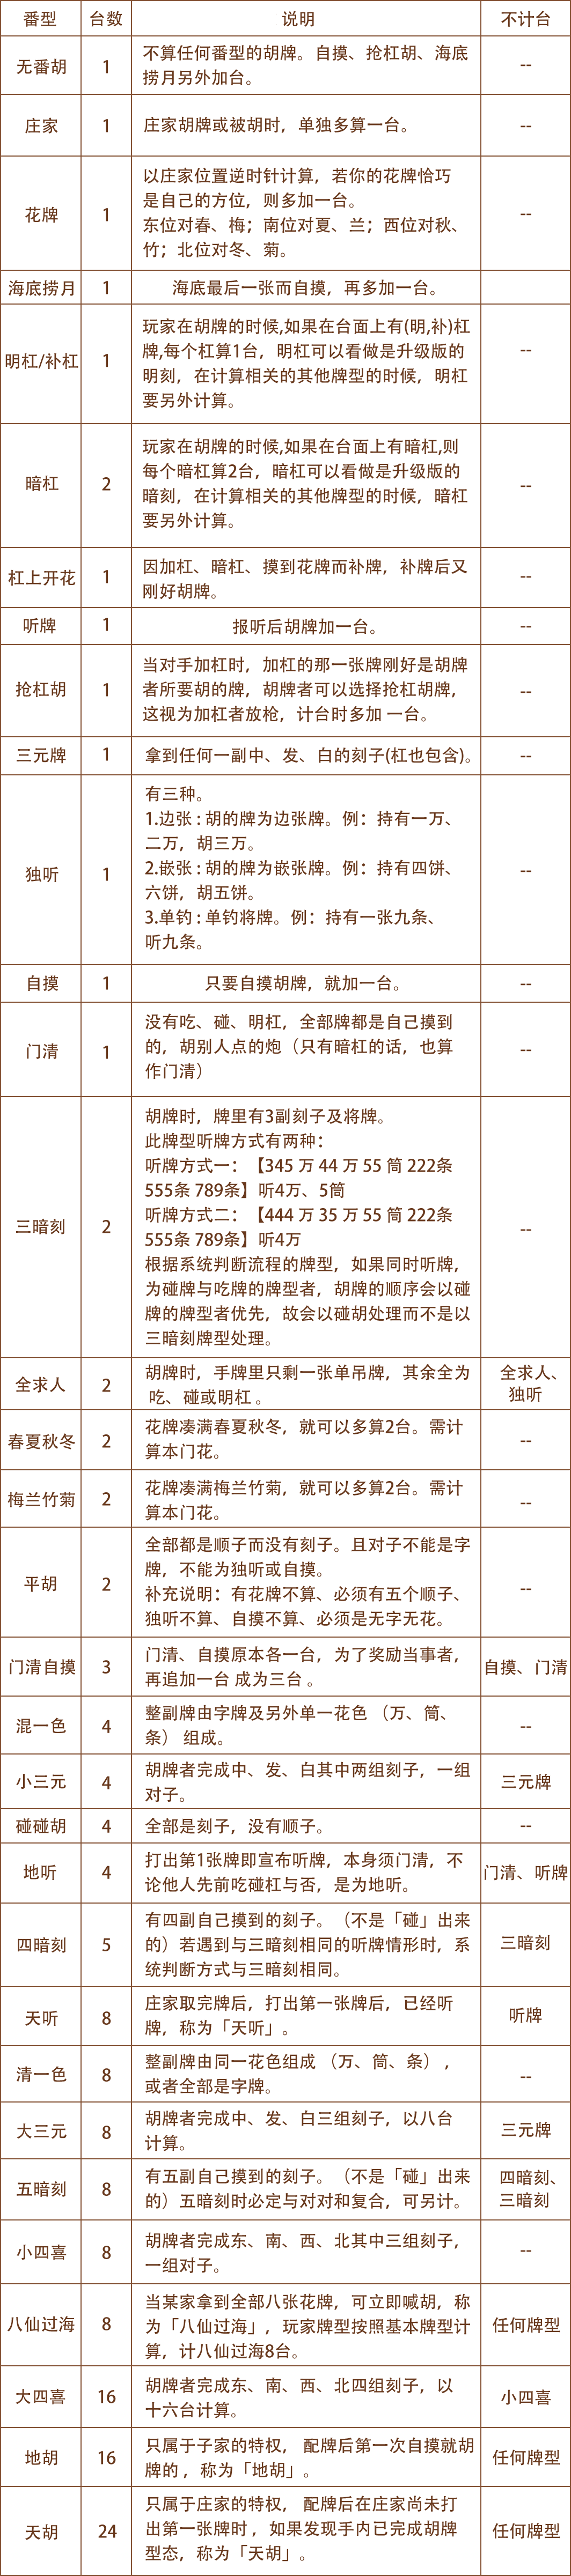 番型 台数 说明 不计台
无番胡 1 不算任何番型的胡牌。自摸、抢杠胡、海底 --
捞月另外加台。
庄家 1 庄家胡牌或被胡时，单独多算一台。 --
花牌 1 以庄家位置逆时针计算，若你的花牌恰巧 --
是自己的方位，则多加一台。
东位对春、梅；南位对夏、兰；西位对秋、
竹；北位对冬、菊。
海底捞月 1 海底最后一张而自摸，再多加一台。
明杠/补杠 1 玩家在胡牌的时候,如果在台面上有(明,补)杠 --
牌,每个杠算1台，明杠可以看做是升级版的
明刻，在计算相关的其他牌型的时候，明杠
要另外计算。
暗杠 2 玩家在胡牌的时候,如果在台面上有暗杠,则 --
每个暗杠算2台，暗杠可以看做是升级版的
暗刻，在计算相关的其他牌型的时候，暗杠
要另外计算。
杠上开花 1 因加杠、暗杠、摸到花牌而补牌，补牌后又 --
刚好胡牌。
听牌 1 报听后胡牌加一台。 --
抢杠胡 1 当对手加杠时，加杠的那一张牌刚好是胡牌 --
者所要胡的牌，胡牌者可以选择抢杠胡牌，
这视为加杠者放枪，计台时多加 一台。
三元牌 1 拿到任何一副中、发、白的刻子(杠也包含)。 --
独听 1 有三种。 --
1.边张 : 胡的牌为边张牌。例：持有一万、
二万，胡三万。
2.嵌张 : 胡的牌为嵌张牌。例：持有四饼、
六饼，胡五饼。
3.单钓 : 单钓将牌。例：持有一张九条、
听九条。
自摸 1 只要自摸胡牌，就加一台。 --
门清 1 没有吃、碰、明杠，全部牌都是自己摸到 --
的，胡别人点的炮（只有暗杠的话，也算
作门清）
三暗刻 2 胡牌时，牌里有3副刻子及将牌。 --
此牌型听牌方式有两种：
听牌方式一：【345 万 44 万 55 筒 222条
555条 789条】听4万、5筒
听牌方式二：【444 万 35 万 55 筒 222条
555条 789条】听4万
根据系统判断流程的牌型，如果同时听牌，
为碰牌与吃牌的牌型者，胡牌的顺序会以碰
牌的牌型者优先，故会以碰胡处理而不是以
三暗刻牌型处理。
全求人 2 胡牌时，手牌里只剩一张单吊牌，其余全为 全求人、
吃、碰或明杠 。 独听
春夏秋冬 2 花牌凑满春夏秋冬，就可以多算2台。需计 --
算本门花。
梅兰竹菊 2 花牌凑满梅兰竹菊，就可以多算2台。需计 --
算本门花。
平胡 2 全部都是顺子而没有刻子。且对子不能是字 --
牌，不能为独听或自摸。
补充说明：有花牌不算、必须有五个顺子、
独听不算、自摸不算、必须是无字无花。
门清自摸 3 门清、自摸原本各一台，为了奖励当事者， 自摸、门清
再追加一台 成为三台 。
混一色 4 整副牌由字牌及另外单一花色 （万、筒、 --
条） 组成。
小三元 4 胡牌者完成中、发、白其中两组刻子，一组 三元牌
对子。
碰碰胡 4 全部是刻子，没有顺子。 --
地听 4 打出第1张牌即宣布听牌，本身须门清，不 门清、听牌
论他人先前吃碰杠与否，是为地听。
四暗刻 5 有四副自己摸到的刻子。（不是「碰」出来 三暗刻
的）若遇到与三暗刻相同的听牌情形时，系
统判断方式与三暗刻相同。
天听 8 庄家取完牌后，打出第一张牌后，已经听 听牌
牌，称为「天听」。
清一色 8 整副牌由同一花色组成 （万、筒、条） ， --
或者全部是字牌。
大三元 8 胡牌者完成中、发、白三组刻子，以八台 三元牌
计算。
五暗刻 8 有五副自己摸到的刻子。（不是「碰」出来 四暗刻、
的）五暗刻时必定与对对和复合，可另计。 三暗刻
小四喜 8 胡牌者完成东、南、西、北其中三组刻子， --
一组对子。
八仙过海 8 当某家拿到全部八张花牌，可立即喊胡，称 任何牌型
为「八仙过海」，玩家牌型按照基本牌型计
算，计八仙过海8台。
大四喜 16 胡牌者完成东、南、西、北四组刻子，以 小四喜
十六台计算。
地胡 16 只属于子家的特权， 配牌后第一次自摸就胡 任何牌型
牌的 ，称为「地胡」。
天胡 24 只属于庄家的特权， 配牌后在庄家尚未打 任何牌型
出第一张牌时 ，如果发现手内已完成胡牌
型态，称为「天胡」。